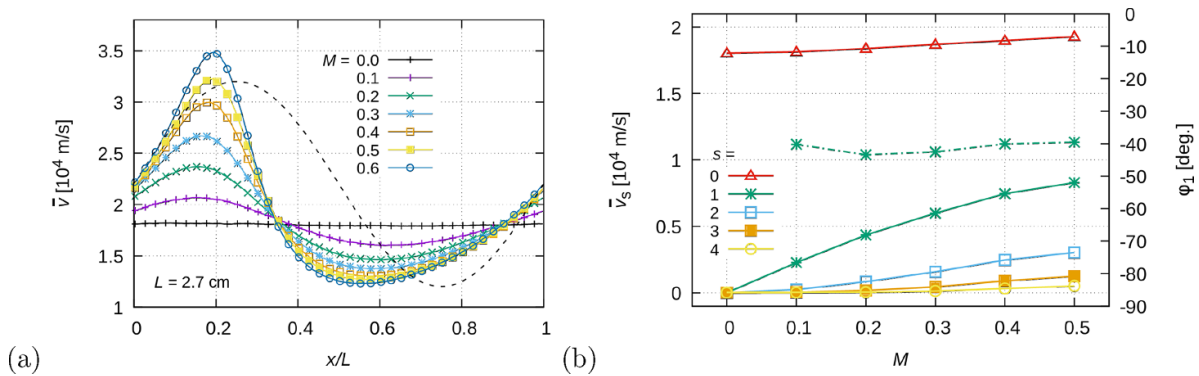 3.5
3
2.5
2
1.5
1
v̄ [10⁴ m/s]
M = 0.0
0.1
0.2
0.3
0.4
0.5
0.6
L = 2.7 cm
0 0.2 0.4 0.6 0.8 1
x/L
(a)
2
1.5
1
0.5
0
v̄ₛ [10⁴ m/s]
s =
0
1
2
3
4
0
-10
-20
-30
-40
-50
-60
-70
-80
-90
φ₁ [deg.]
0 0.1 0.2 0.3 0.4 0.5
M
(b)